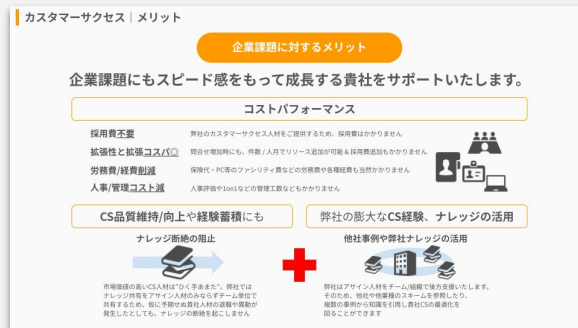 カスタマーサクセス｜メリット
企業課題に対するメリット
企業課題にもスピード感をもって成長する貴社をサポートいたします。
コストパフォーマンス
採用費不要 弊社のカスタマーサクセス人材をご提供するため、採用費はかかりません
拡張性と拡張コスパ◎ 問合せ増加時にも、件数/人月でリソース追加が可能＆採用費追加もかかりません
労務費/経費削減 保険代・PC等のファシリティ費などの労務費や各種経費も当然かかりません
人事/管理コスト減 人事評価や1on1などの管理工数などもかかりません
CS品質維持/向上や経験蓄積にも
ナレッジ断絶の阻止
市場価値の高いCS人材は"ひく手あまた"。弊社では
ナレッジ共有をアサイン人材のみならずチーム単位で
共有するため、仮に予期せぬ貴社人材の退職や異動が
発生したとしても、ナレッジの断絶を起こしません
弊社の膨大なCS経験、ナレッジの活用
他社事例や弊社ナレッジの活用
弊社はアサイン人材をチーム/組織で後方支援いたします。
そのため、他社や他業種のスキームを参照したり、
複数の事例から知識を引用し貴社CSの最適化を
図ることができます